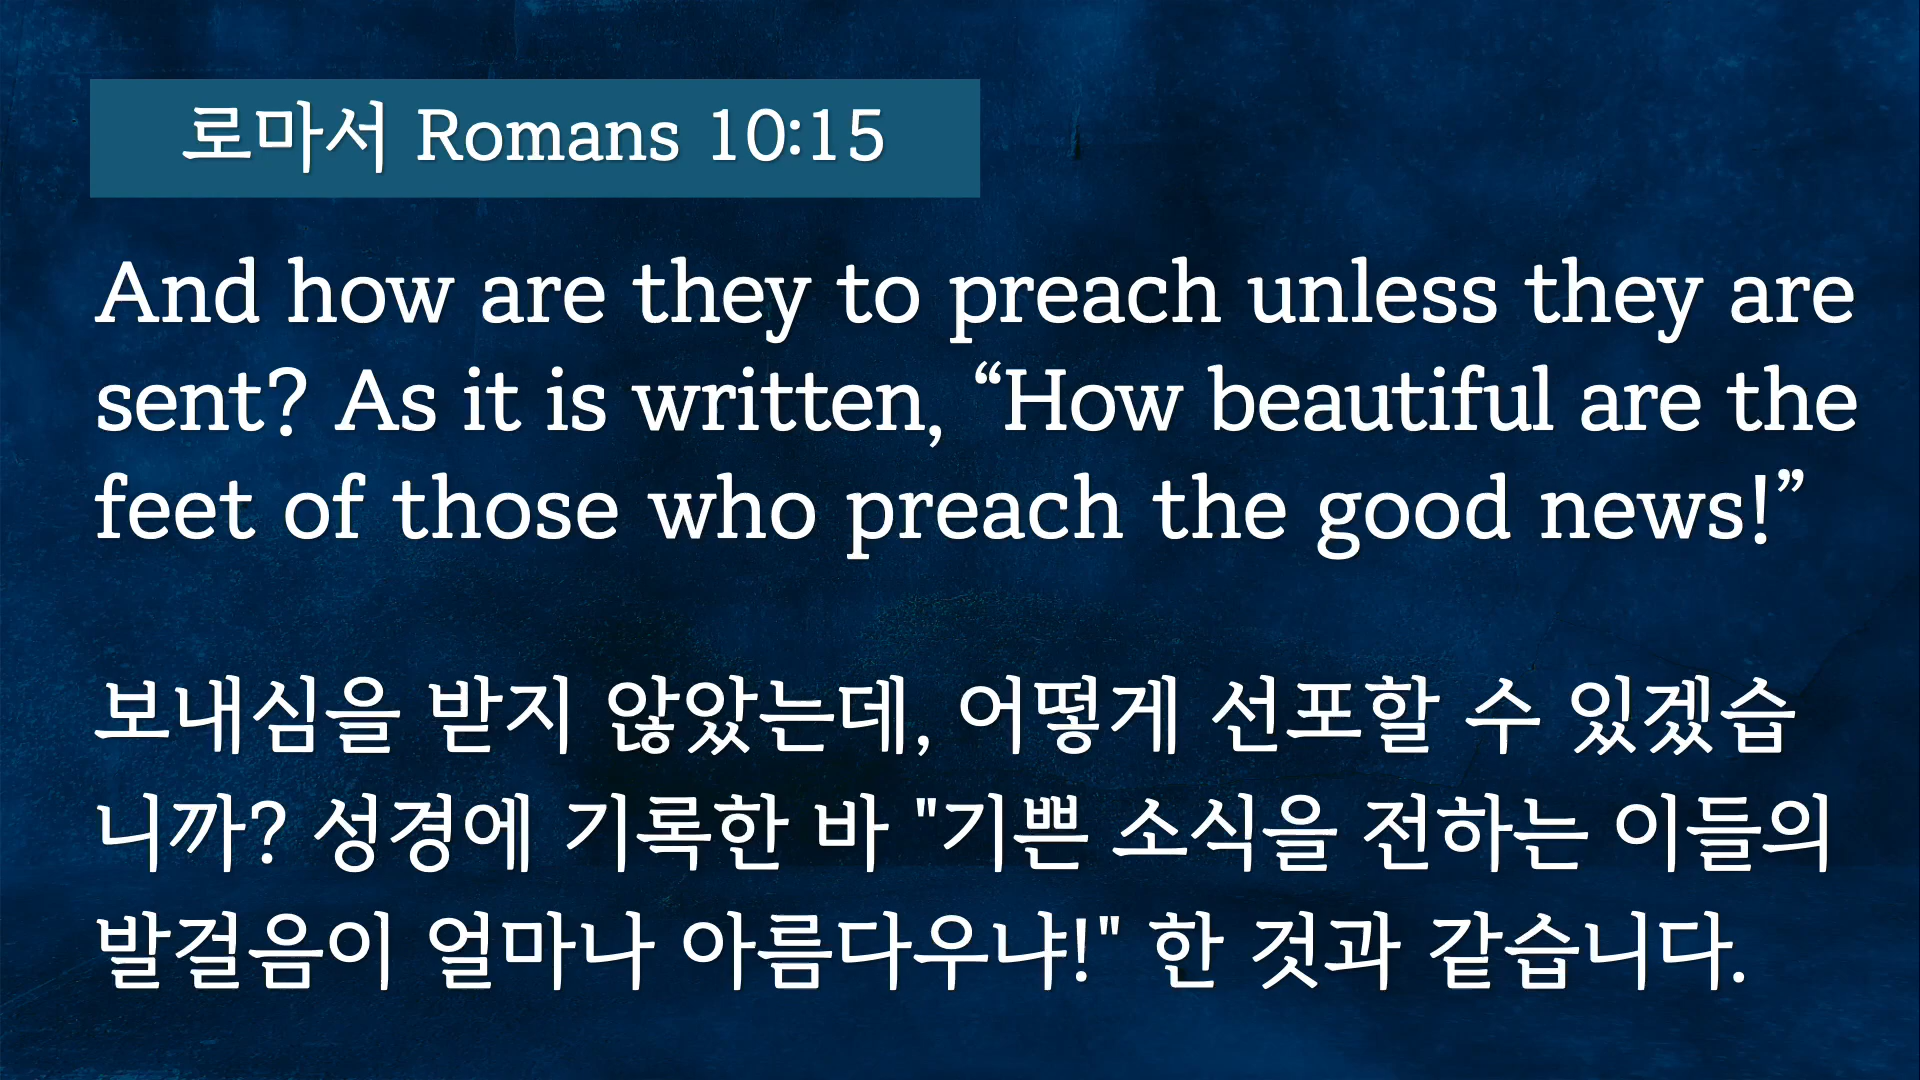 로마서 Romans 10:15
And how are they to preach unless they are
sent? As it is written, “How beautiful are the
feet of those who preach the good news!”
보내심을 받지 않았는데, 어떻게 선포할 수 있겠습
니까? 성경에 기록한 바 "기쁜 소식을 전하는 이들의
발걸음이 얼마나 아름다우냐!" 한 것과 같습니다.